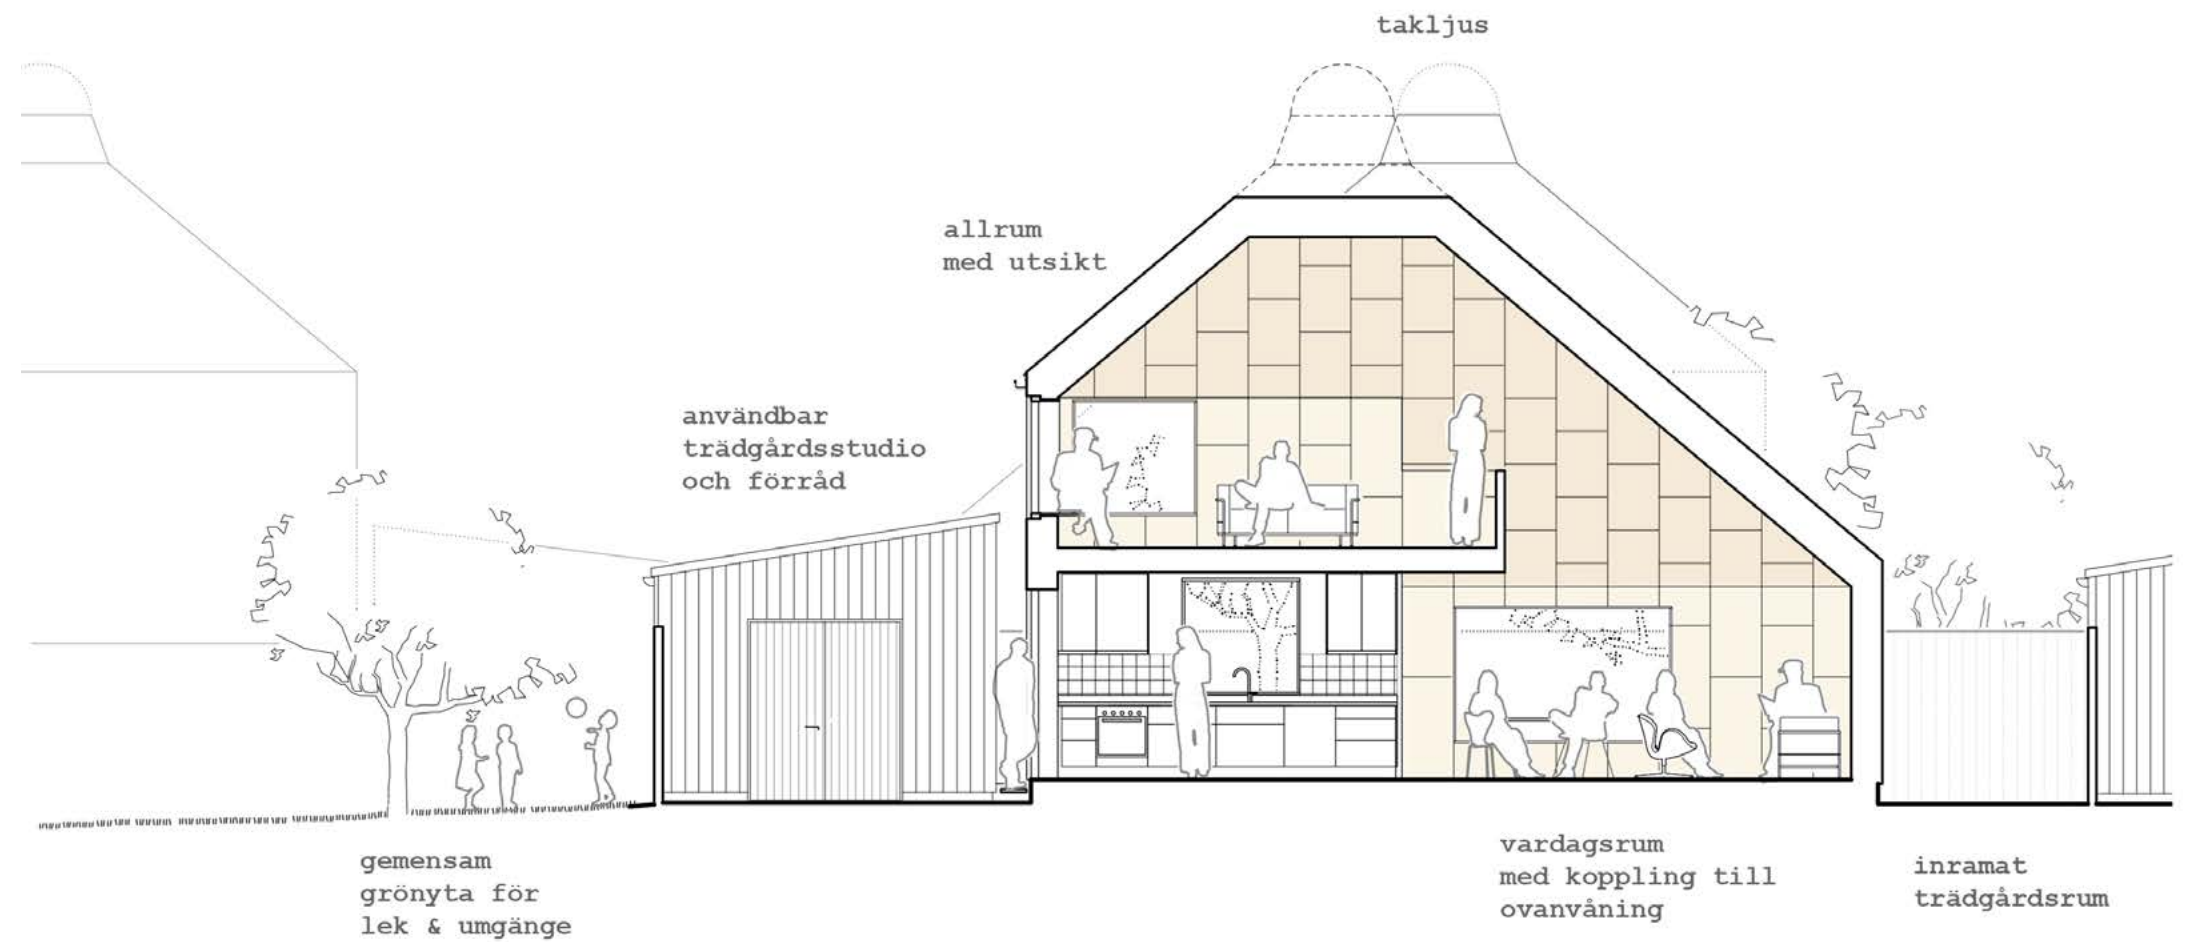 takljus
allrum
med utsikt
användbar
trädgårdsstudio
och förråd
gemensam
grönyta för
lek & umgänge
vardagsrum
med koppling till
ovanvåning
inramat
trädgårdsrum